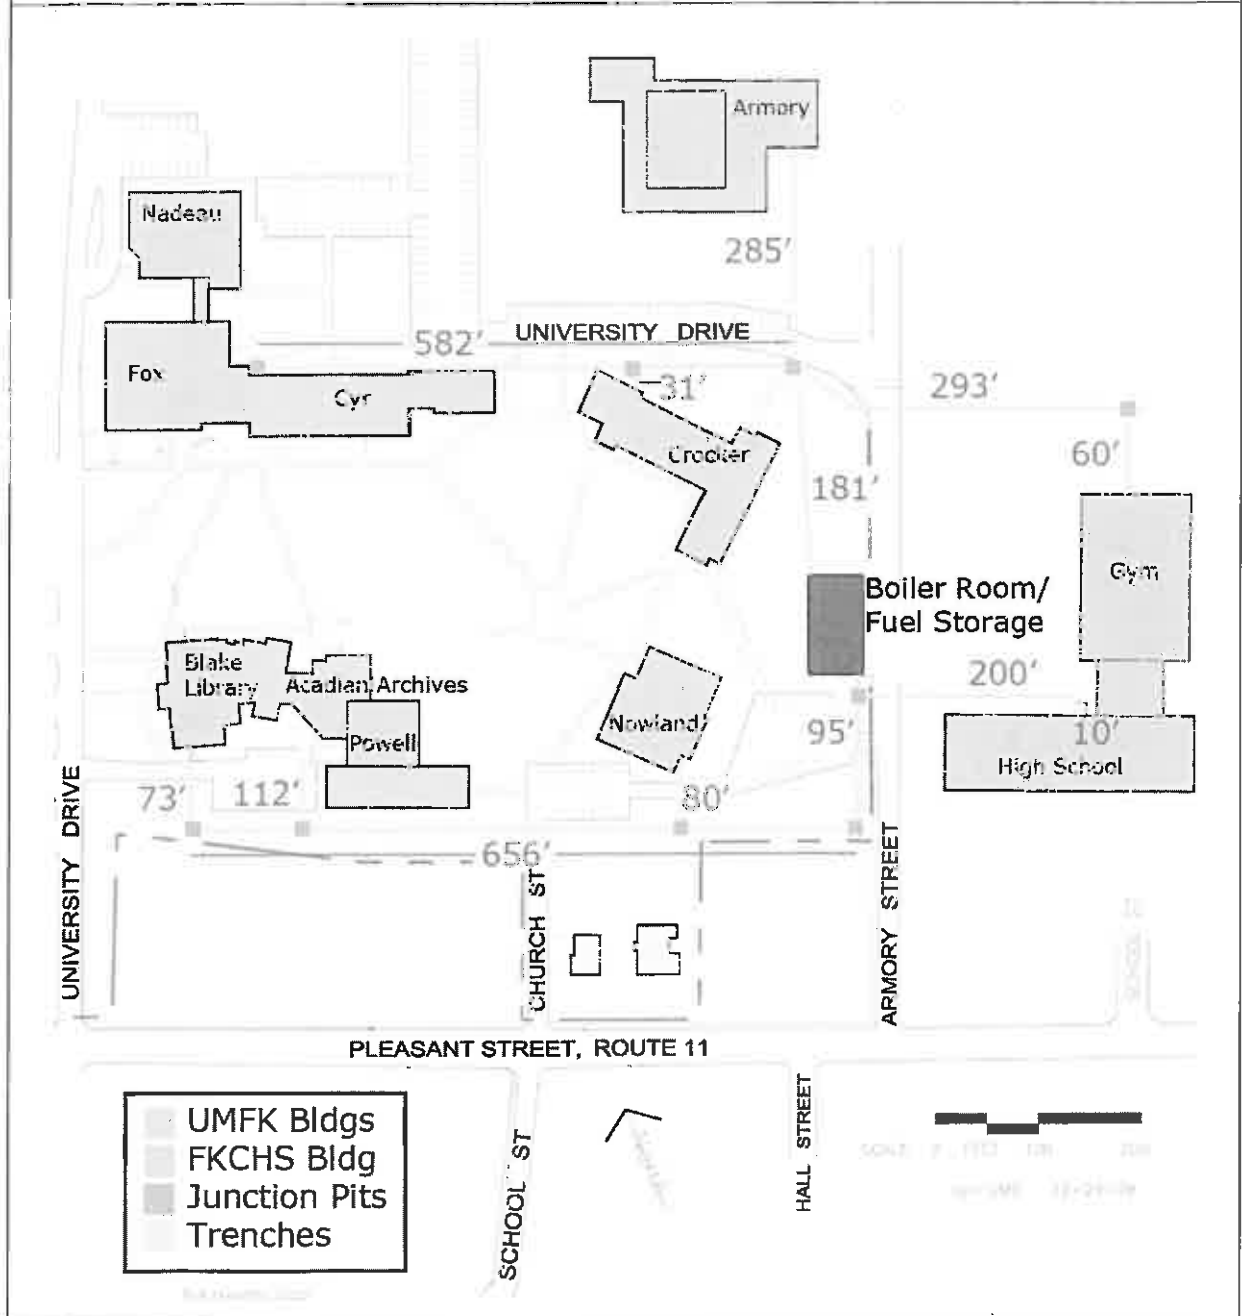 Armory
Nadeau
285'
UNIVERSITY DRIVE
582'
Fox
Cyr
31'
293'
Crocker
60'
181'
Gym
Boiler Room/
Fuel Storage
Blake
Library
Acadian Archives
200'
Nowland
95'
10'
Powell
High School
73'
112'
80'
656'
UNIVERSITY DRIVE
CHURCH ST
ARMORY STREET
PLEASANT STREET, ROUTE 11
SCHOOL ST
HALL STREET
UMFK Bldgs
FKCHS Bldg
Junction Pits
Trenches